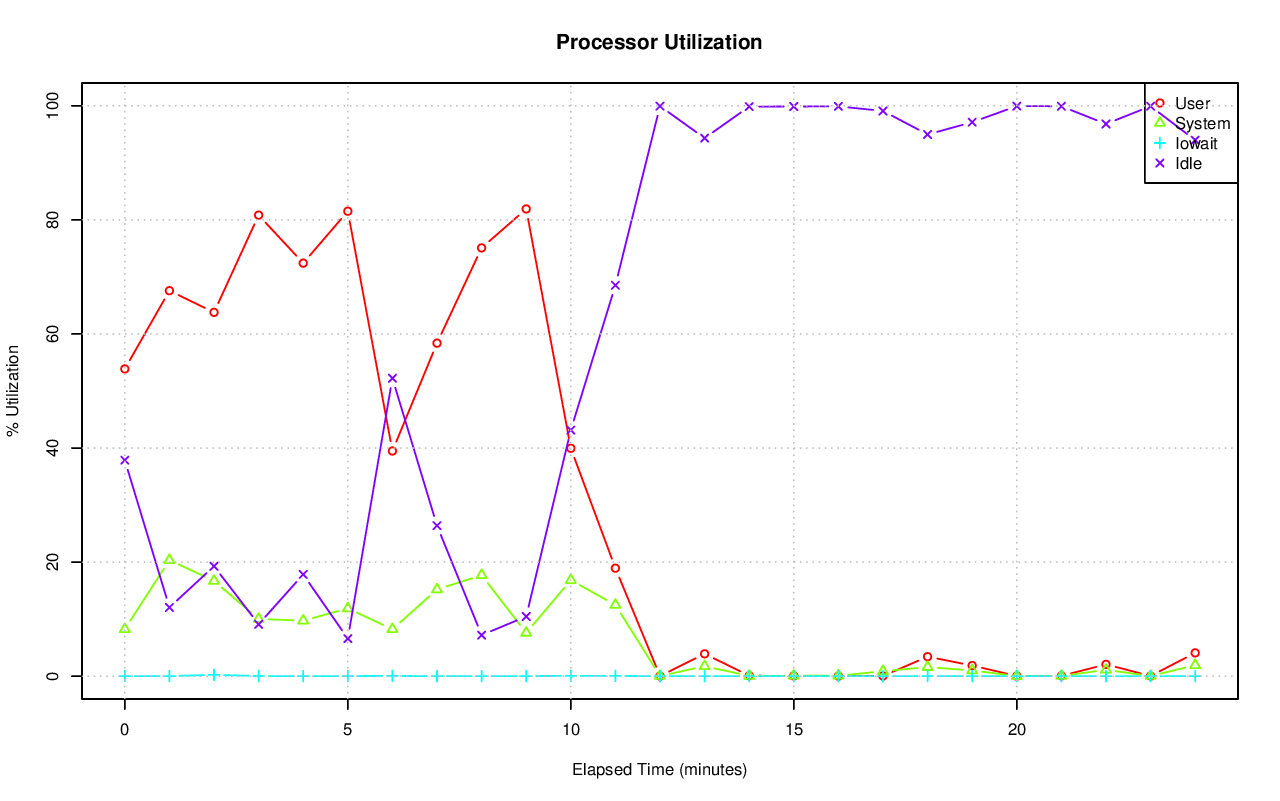 Processor Utilization
% Utilization
100
80
60
40
20
0
User
System
Iowait
Idle
0 5 10 15 20
Elapsed Time (minutes)